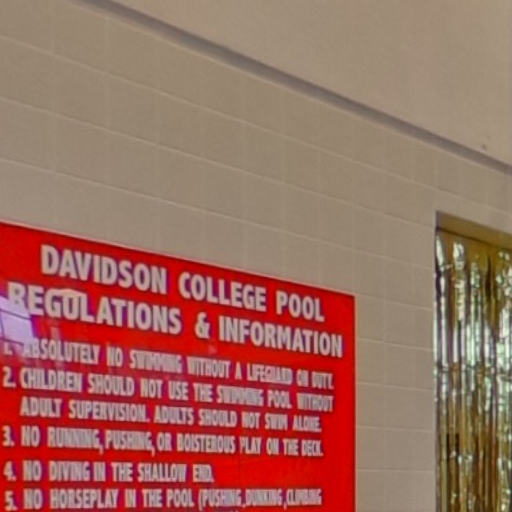 DAVIDSON COLLEGE POOL
REGULATIONS & INFORMATION
1. ABSOLUTELY NO SWIMMING WITHOUT A LIFEGUARD ON DUTY.
2. CHILDREN SHOULD NOT USE THE SWIMMING POOL WITHOUT
ADULT SUPERVISION. ADULTS SHOULD NOT SWIM ALONE.
3. NO RUNNING, PUSHING, OR BOISTEROUS PLAY ON THE DECK.
4. NO DIVING IN THE SHALLOW END.
5. NO HORSEPLAY IN THE POOL (PUSHING, DUNKING, CLIMBING